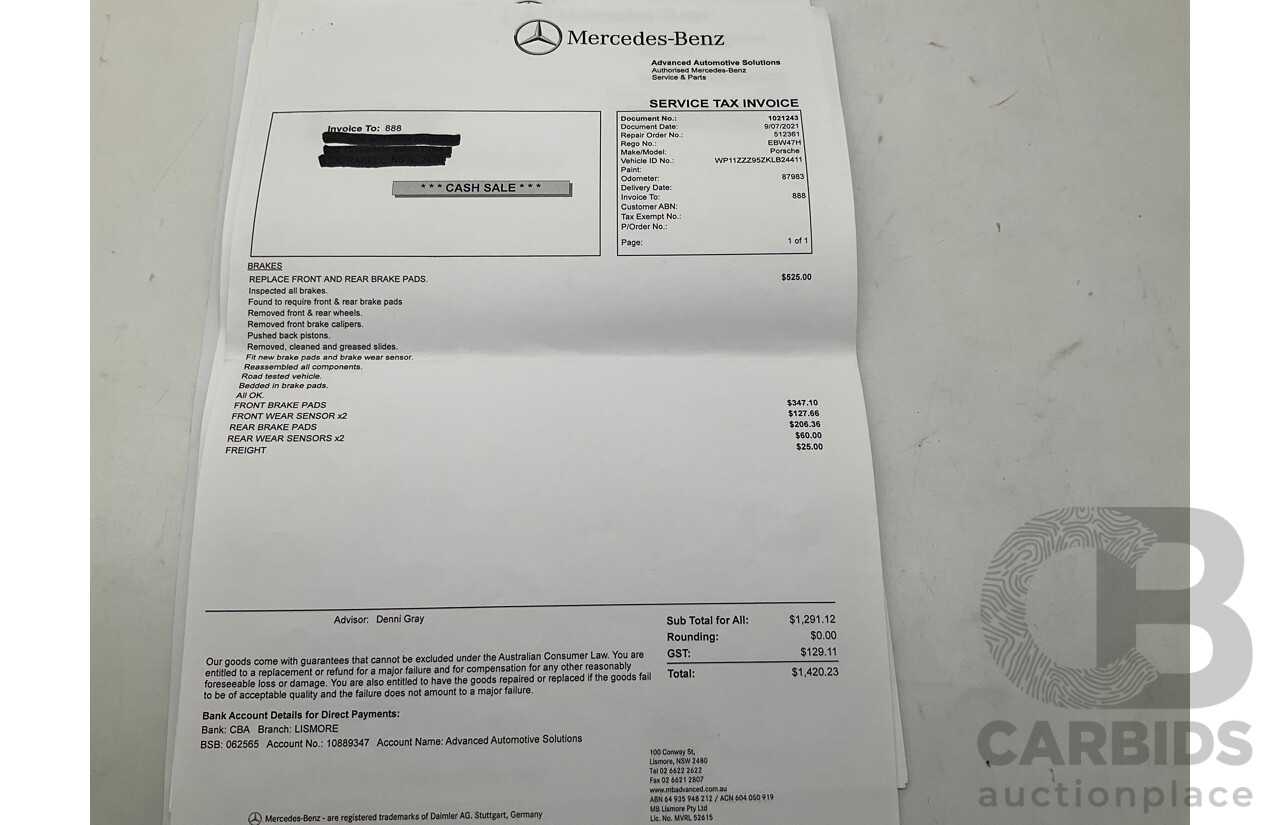 Mercedes-Benz
Advanced Automotive Solutions
Authorised Mercedes-Benz
Service & Parts
SERVICE TAX INVOICE
Invoice To: 888
*** CASH SALE ***
Document No.: 1021243
Document Date: 9/07/2021
Repair Order No.: 512361
Rego No.: EBW47H
Make/Model: Porsche
Vehicle ID No.: WP11ZZZ95ZKLB24411
Paint:
Odometer: 87983
Delivery Date:
Invoice To: 888
Customer ABN:
Tax Exempt No.:
P/Order No.:
Page: 1 of 1
BRAKES
REPLACE FRONT AND REAR BRAKE PADS. $525.00
Inspected all brakes.
Found to require front & rear brake pads
Removed front & rear wheels.
Removed front brake calipers.
Pushed back pistons.
Removed, cleaned and greased slides.
Fit new brake pads and brake wear sensor.
Reassembled all components.
Road tested vehicle.
Bedded in brake pads.
All OK.
FRONT BRAKE PADS $347.10
FRONT WEAR SENSOR x2 $127.66
REAR BRAKE PADS $206.36
REAR WEAR SENSORS x2 $60.00
FREIGHT $25.00
Advisor: Denni Gray
Sub Total for All: $1,291.12
Rounding: $0.00
GST: $129.11
Total: $1,420.23
Our goods come with guarantees that cannot be excluded under the Australian Consumer Law. You are
entitled to a replacement or refund for a major failure and for compensation for any other reasonably
foreseeable loss or damage. You are also entitled to have the goods repaired or replaced if the goods fail
to be of acceptable quality and the failure does not amount to a major failure.
Bank Account Details for Direct Payments:
Bank: CBA Branch: LISMORE
BSB: 062565 Account No.: 10889347 Account Name: Advanced Automotive Solutions
100 Conway St,
Lismore, NSW 2480
Tel 02 6622 2622
Fax 02 6621 2807
www.mbadvanced.com.au
ABN 64 935 948 212 / ACN 604 050 919
MB Lismore Pty Ltd
Lic. No. MVRL 52615
Mercedes-Benz - are registered trademarks of Daimler AG, Stuttgart, Germany
CARBIDS
auctionplace